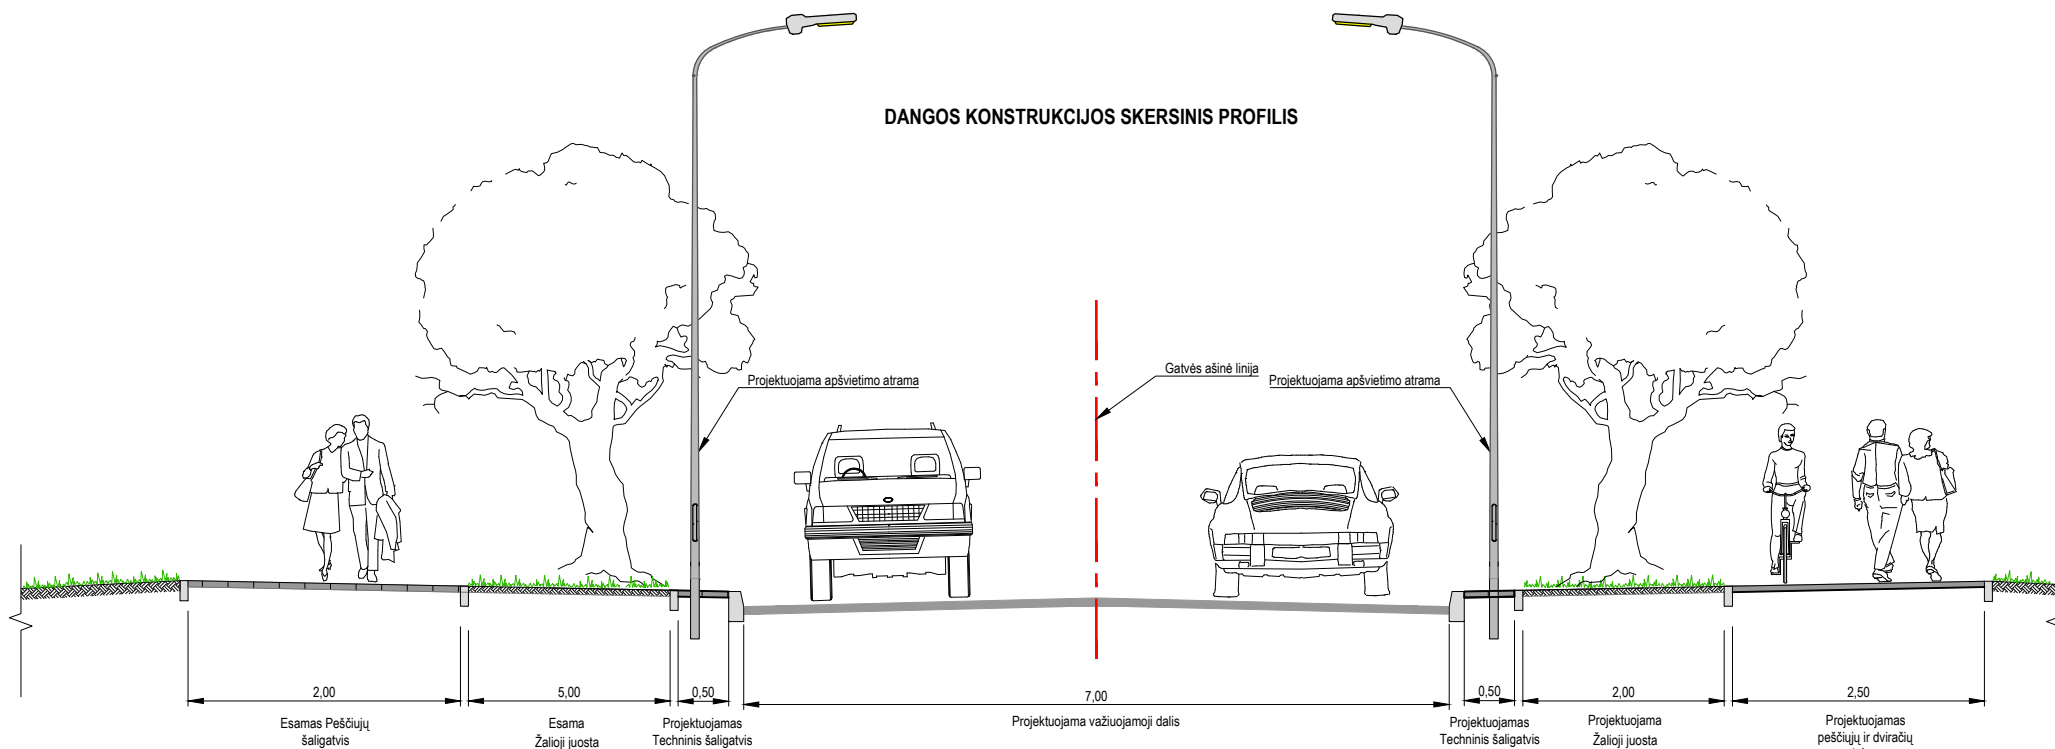 DANGOS KONSTRUKCIJOS SKERSINIS PROFILIS
Gatvės ašinė linija
Projektuojama apšvietimo atrama
Projektuojama apšvietimo atrama
2,00
5,00
0,50
7,00
0,50
2,00
2,50
Esamas Pesčiujų
šaligatvis
Esama
Žalioji juosta
Projektuojamas
Techninis šaligatvis
Projektuojama važiuojamoji dalis
Projektuojamas
Techninis šaligatvis
Projektuojama
Žalioji juosta
Projektuojamas
pesčiųjų ir dviračių